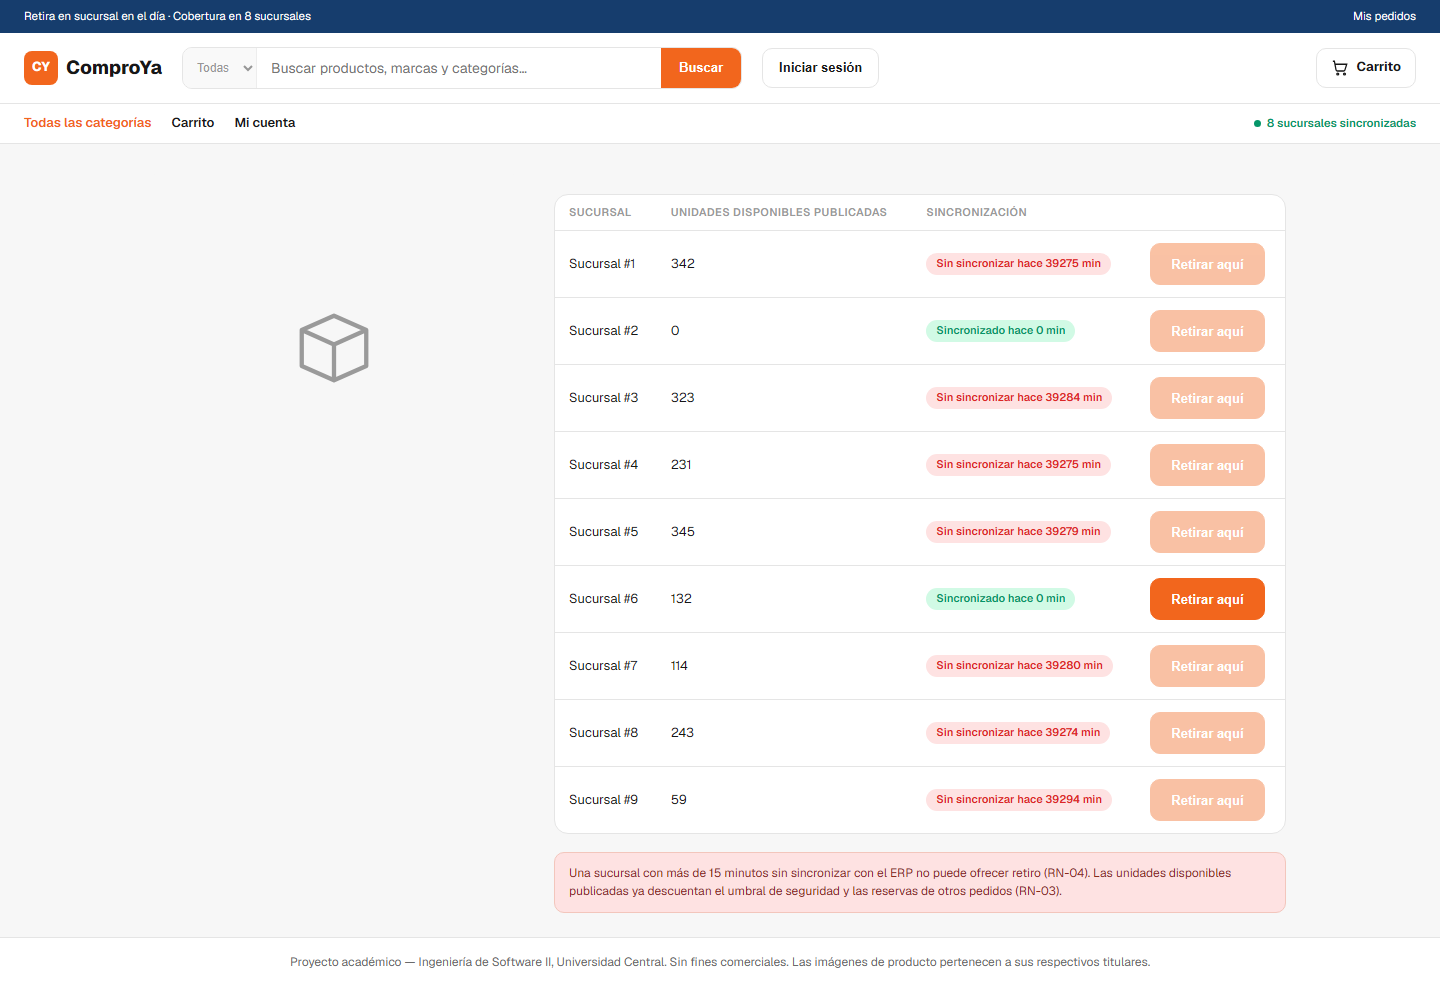 Retira en sucursal en el día · Cobertura en 8 sucursales
Mis pedidos
CY ComproYa
Todas
Buscar productos, marcas y categorías...
Buscar
Iniciar sesión
Carrito
Todas las categorías
Carrito
Mi cuenta
8 sucursales sincronizadas
SUCURSAL UNIDADES DISPONIBLES PUBLICADAS SINCRONIZACIÓN
Sucursal #1 342 Sin sincronizar hace 39275 min Retirar aquí
Sucursal #2 0 Sincronizado hace 0 min Retirar aquí
Sucursal #3 323 Sin sincronizar hace 39284 min Retirar aquí
Sucursal #4 231 Sin sincronizar hace 39275 min Retirar aquí
Sucursal #5 345 Sin sincronizar hace 39279 min Retirar aquí
Sucursal #6 132 Sincronizado hace 0 min Retirar aquí
Sucursal #7 114 Sin sincronizar hace 39280 min Retirar aquí
Sucursal #8 243 Sin sincronizar hace 39274 min Retirar aquí
Sucursal #9 59 Sin sincronizar hace 39294 min Retirar aquí
Una sucursal con más de 15 minutos sin sincronizar con el ERP no puede ofrecer retiro (RN-04). Las unidades disponibles
publicadas ya descuentan el umbral de seguridad y las reservas de otros pedidos (RN-03).
Proyecto académico — Ingeniería de Software II, Universidad Central. Sin fines comerciales. Las imágenes de producto pertenecen a sus respectivos titulares.